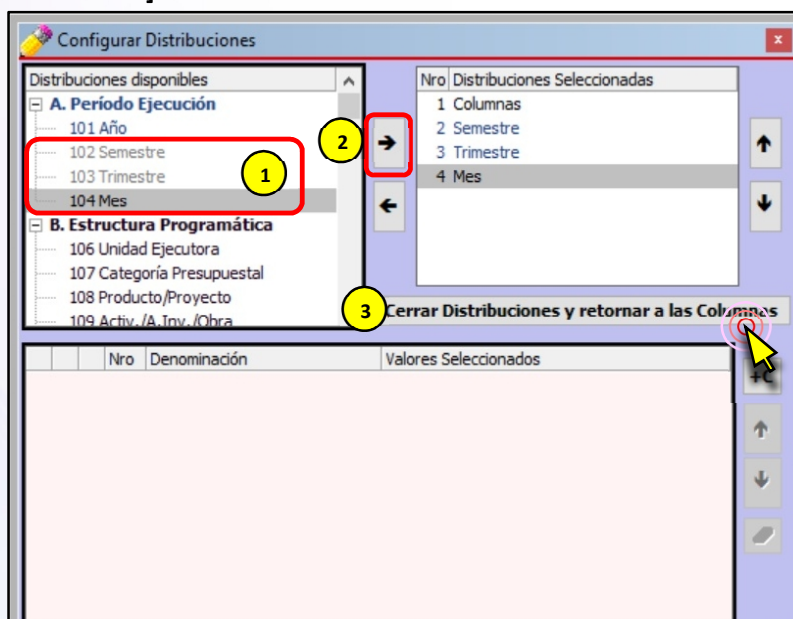 Configurar Distribuciones
x
Distribuciones disponibles
A. Período Ejecución
101 Año
102 Semestre
103 Trimestre
104 Mes
B. Estructura Programática
106 Unidad Ejecutora
107 Categoría Presupuestal
108 Producto/Proyecto
109 Activ./A.Inv./Obra
1
2
Nro Distribuciones Seleccionadas
1 Columnas
2 Semestre
3 Trimestre
4 Mes
3
Cerrar Distribuciones y retornar a las Columnas
Nro Denominación Valores Seleccionados
+C